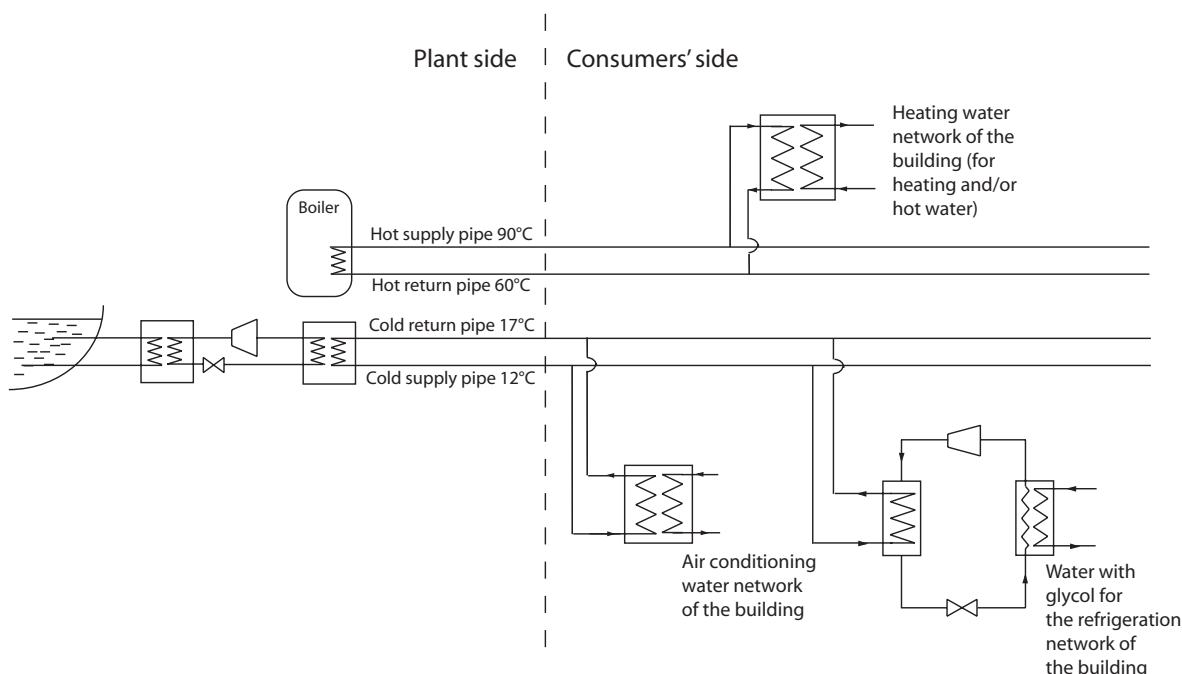 Plant side
Consumers’ side
Heating water
network of the
building (for
heating and/or
hot water)
Boiler
Hot supply pipe 90°C
Hot return pipe 60°C
Cold return pipe 17°C
Cold supply pipe 12°C
Air conditioning
water network
of the building
Water with
glycol for
the refrigeration
network of
the building